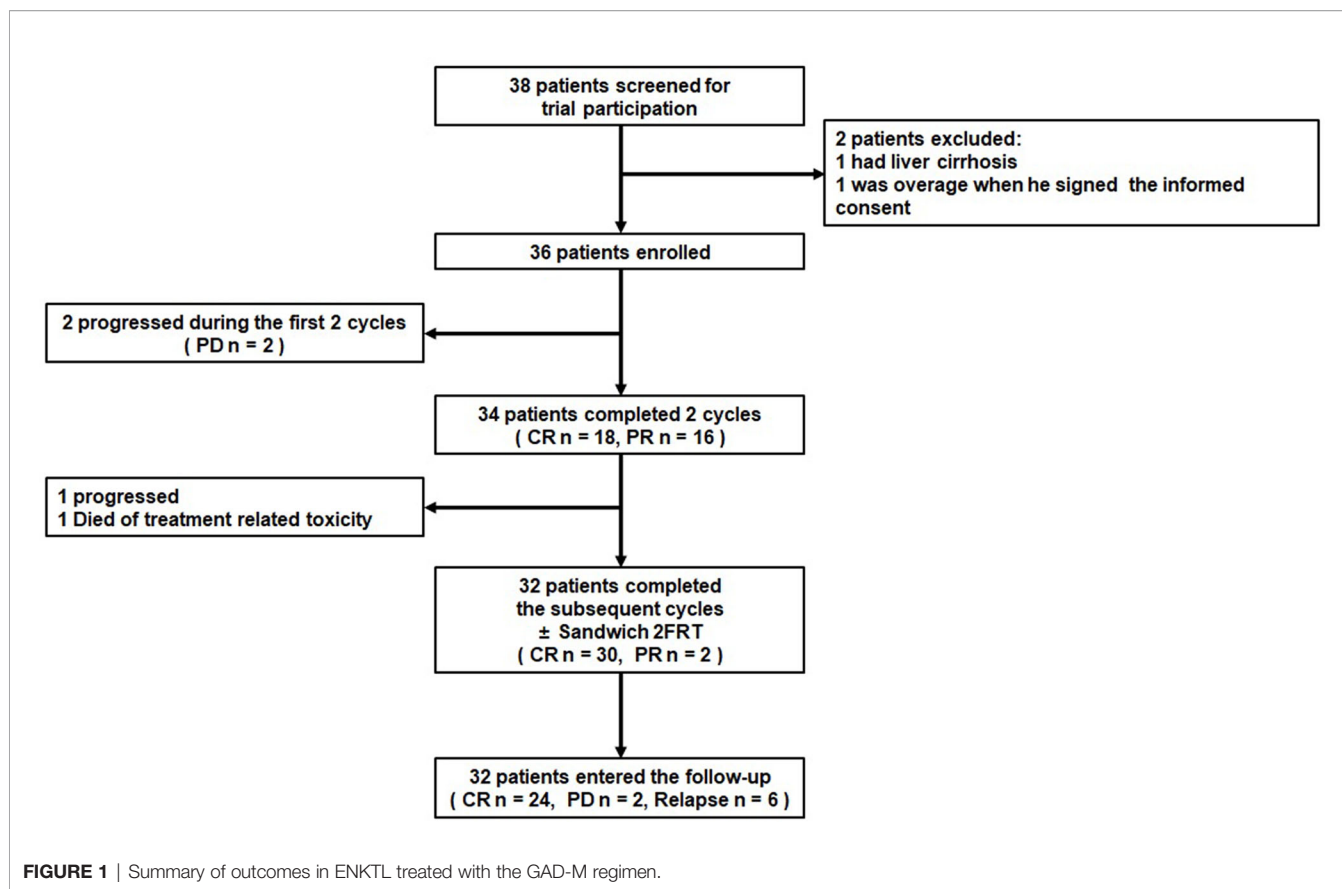 38 patients screened for
trial participation
2 patients excluded:
1 had liver cirrhosis
1 was overage when he signed the informed
consent
36 patients enrolled
2 progressed during the first 2 cycles
( PD n = 2 )
34 patients completed 2 cycles
( CR n = 18, PR n = 16 )
1 progressed
1 Died of treatment related toxicity
32 patients completed
the subsequent cycles
± Sandwich 2FRT
( CR n = 30, PR n = 2 )
32 patients entered the follow-up
( CR n = 24, PD n = 2, Relapse n = 6 )
FIGURE 1 | Summary of outcomes in ENKTL treated with the GAD-M regimen.